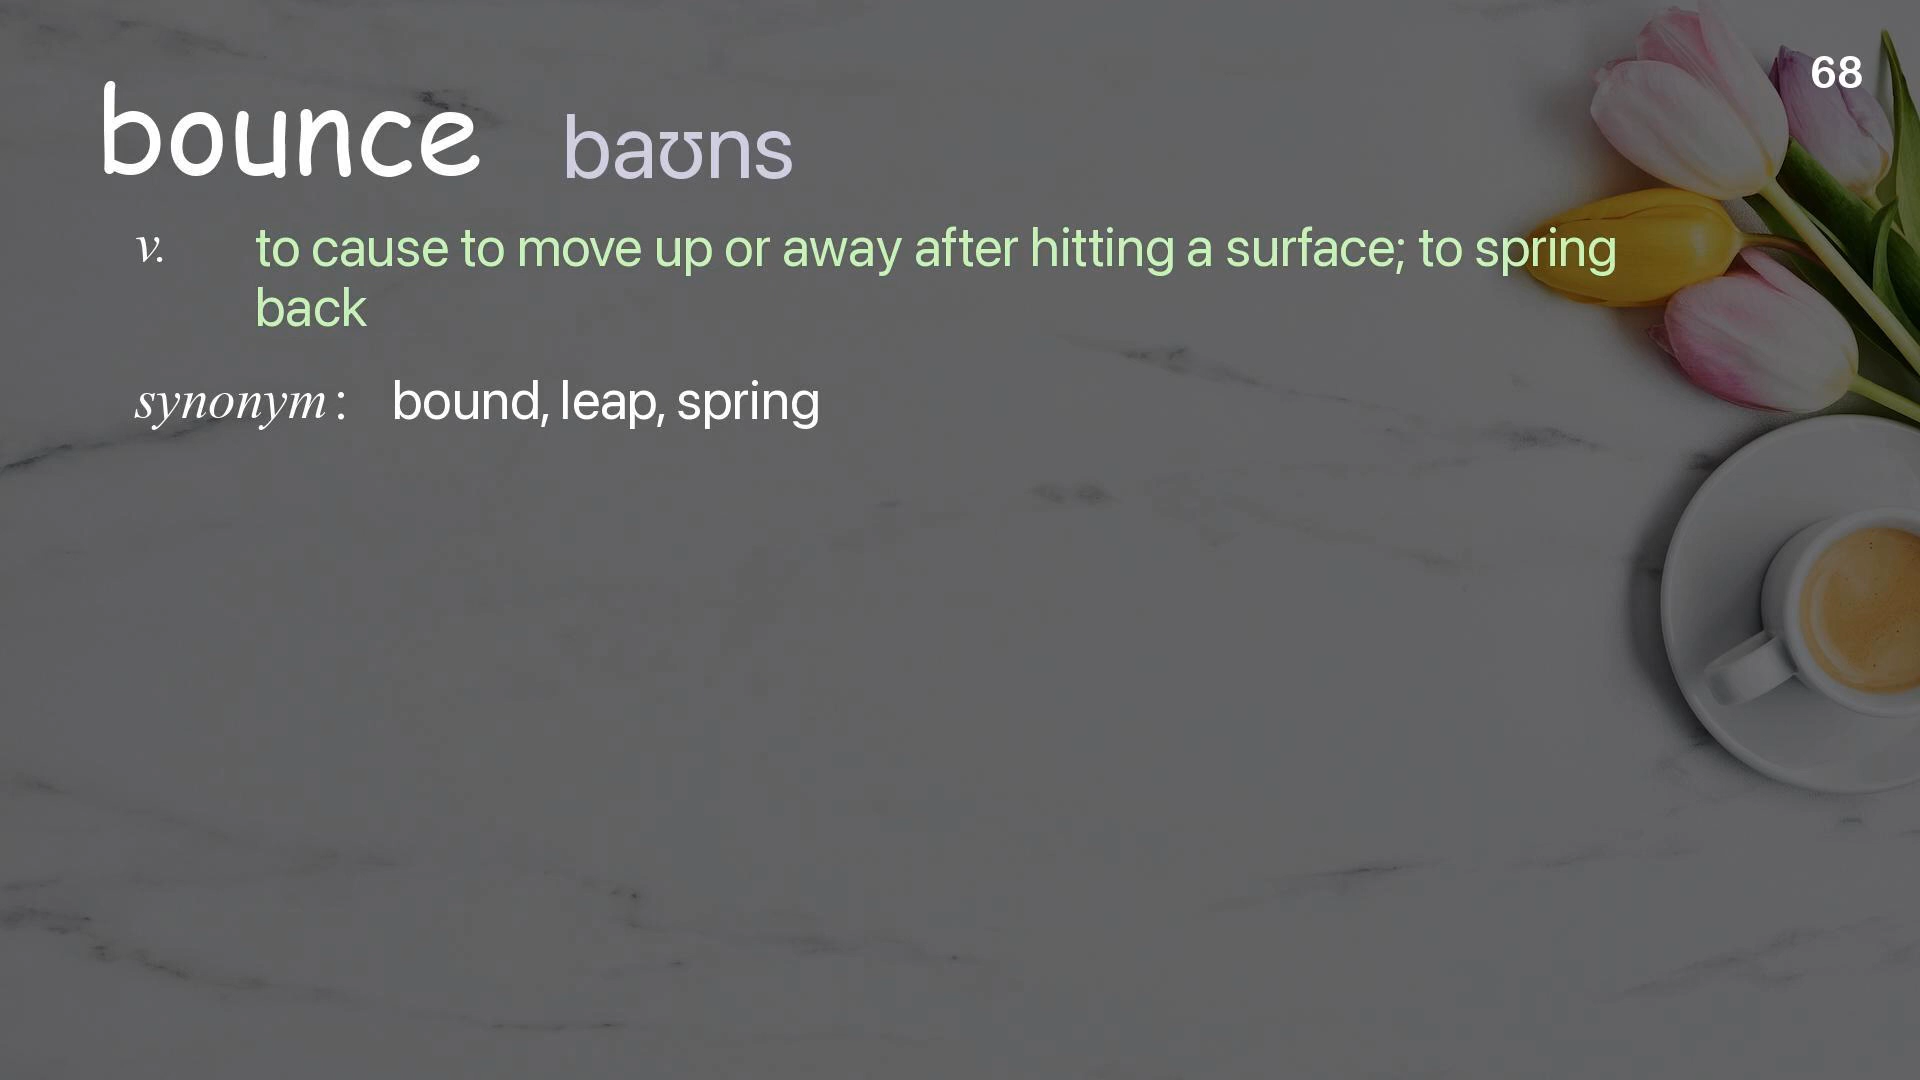 68
bounce baʊns
v. to cause to move up or away after hitting a surface; to spring
back
synonym: bound, leap, spring